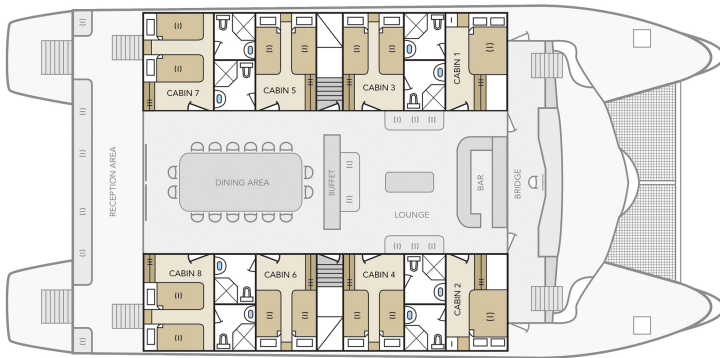 CABIN 7
CABIN 5
CABIN 3
CABIN 1
RECEPTION AREA
DINING AREA
BUFFET
LOUNGE
BAR
BRIDGE
CABIN 8
CABIN 6
CABIN 4
CABIN 2